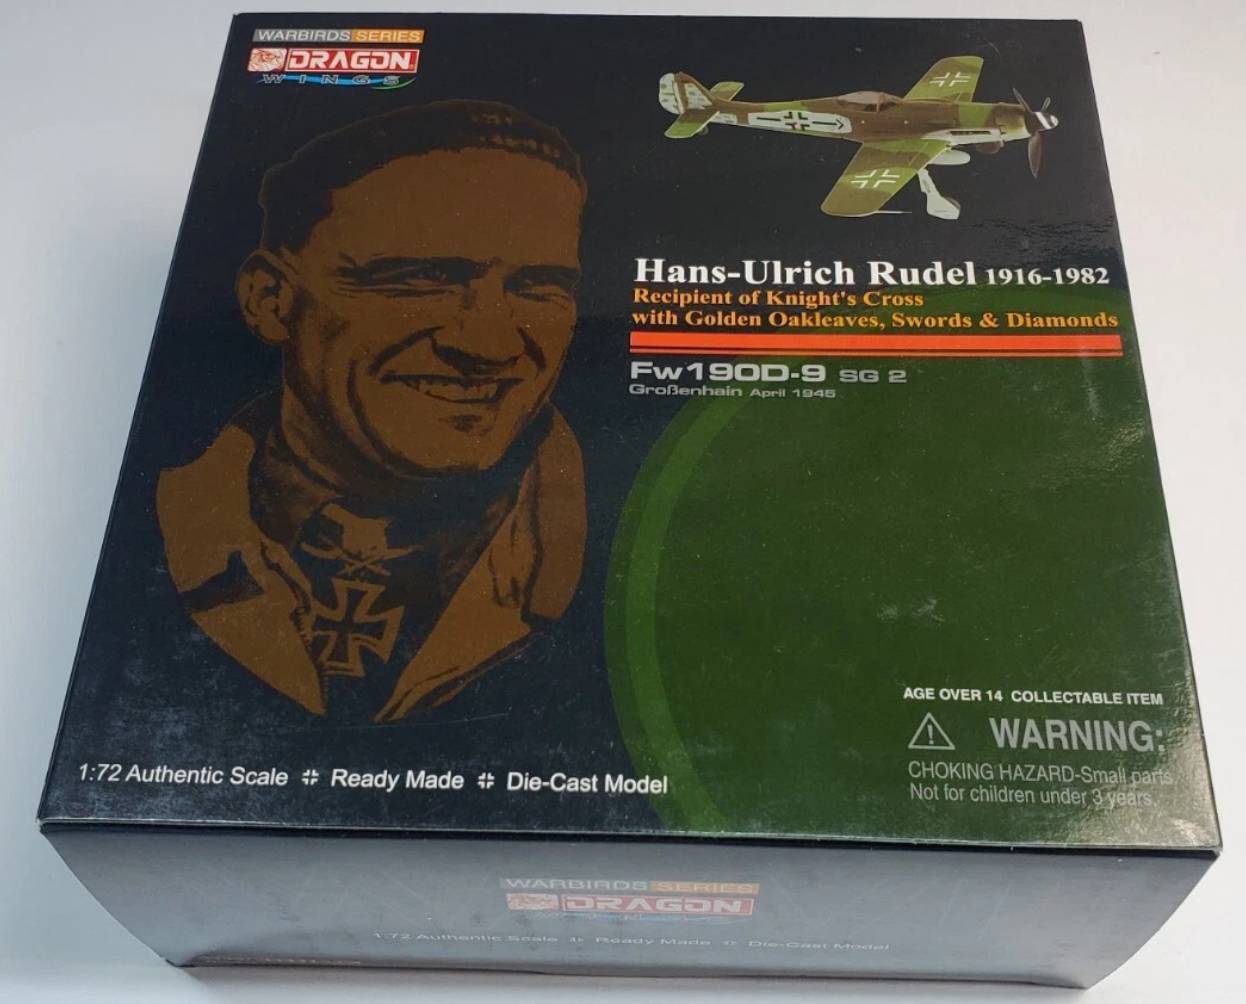 WARBIRDS SERIES
DRAGON
WINGS
Hans-Ulrich Rudel 1916-1982
Recipient of Knight's Cross
with Golden Oakleaves, Swords & Diamonds
Fw190D-9 SG 2
Großenhain April 1945
AGE OVER 14 COLLECTABLE ITEM
WARNING:
CHOKING HAZARD-Small parts
Not for children under 3 years.
1:72 Authentic Scale Ready Made Die-Cast Model
WARBIRDS SERIES
DRAGON
WINGS
1:72 Authentic Scale Ready Made Die-Cast Model